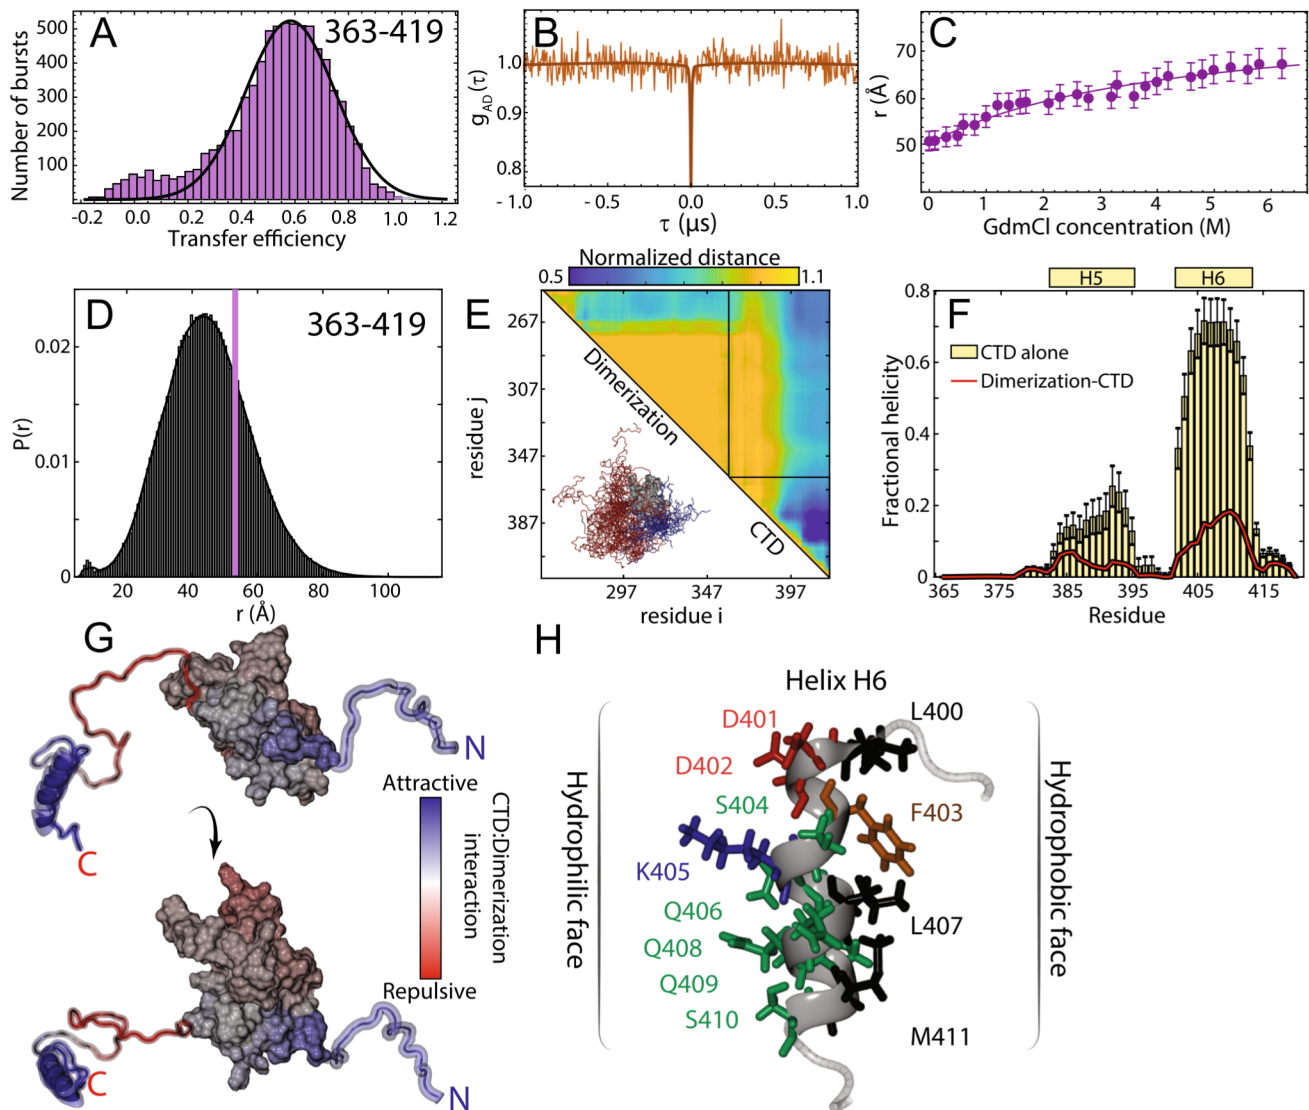 A
363-419
Number of bursts
500
400
300
200
100
-0.2
0.0
0.2
0.4
0.6
0.8
1.0
1.2
Transfer efficiency
B
g_AD(τ)
1.0
0.9
0.8
- 1.0
- 0.5
0.0
0.5
1.0
τ (μs)
C
r (Å)
70
60
50
0
1
2
3
4
5
6
GdmCl concentration (M)
D
363-419
P(r)
0.02
0.01
0
20
40
60
80
100
r (Å)
E
Normalized distance
0.5
1.1
residue j
267
307
347
387
Dimerization
CTD
297
347
397
residue i
F
H5
H6
Fractional helicity
0.8
0.6
0.4
0.2
0
CTD alone
Dimerization-CTD
365
375
385
395
405
415
Residue
G
N
C
Attractive
CTD:Dimerization
interaction
Repulsive
C
N
H
Helix H6
Hydrophilic face
D401
D402
S404
K405
Q406
Q408
Q409
S410
L400
F403
L407
M411
Hydrophobic face